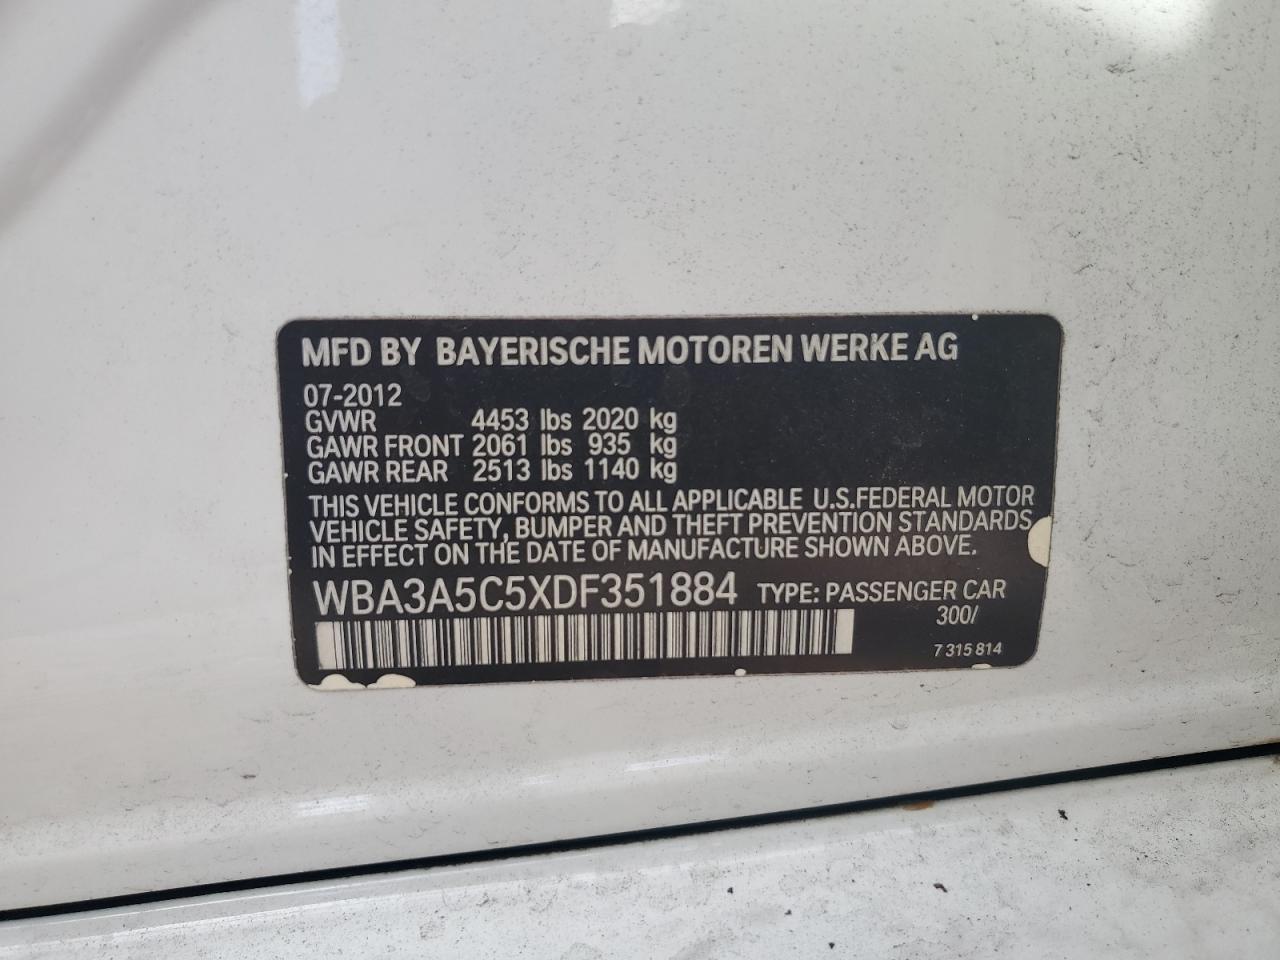 MFD BY BAYERISCHE MOTOREN WERKE AG
07-2012
GVWR 4453 lbs 2020 kg
GAWR FRONT 2061 lbs 935 kg
GAWR REAR 2513 lbs 1140 kg
THIS VEHICLE CONFORMS TO ALL APPLICABLE U.S.FEDERAL MOTOR
VEHICLE SAFETY, BUMPER AND THEFT PREVENTION STANDARDS
IN EFFECT ON THE DATE OF MANUFACTURE SHOWN ABOVE.
WBA3A5C5XDF351884 TYPE: PASSENGER CAR
300/
7 315 814